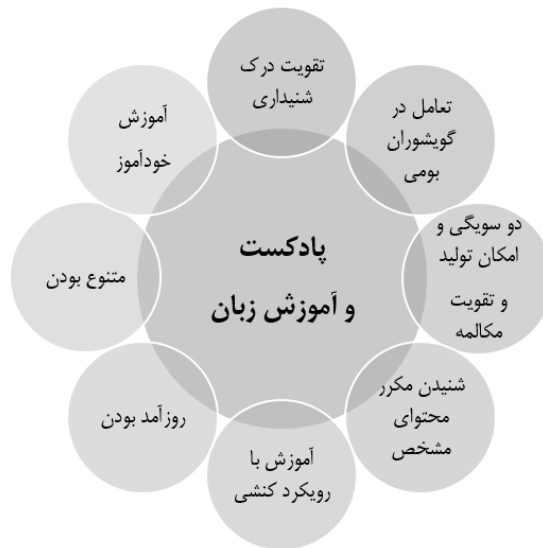 تقویت درک
شنیداری
تعامل در
گویشوران
بومی
دو سویگی و
امکان تولید
و تقویت
مکالمه
شنیدن مکرر
محتوای
مشخص
آموزش با
رویکرد کنشی
روزآمد بودن
متنوع بودن
آموزش
خودآموز
پادکست
و آموزش زبان